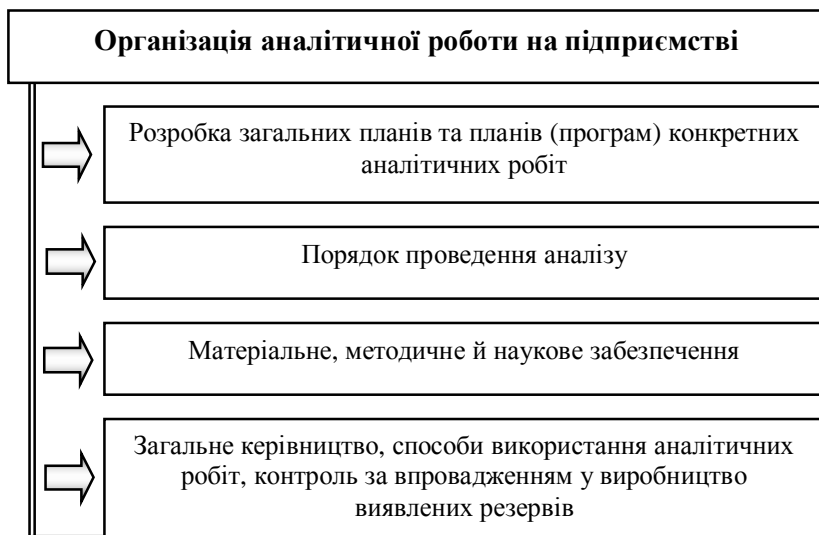 Організація аналітичної роботи на підприємстві
Розробка загальних планів та планів (програм) конкретних
аналітичних робіт
Порядок проведення аналізу
Матеріальне, методичне й наукове забезпечення
Загальне керівництво, способи використання аналітичних
робіт, контроль за впровадженням у виробництво
виявлених резервів